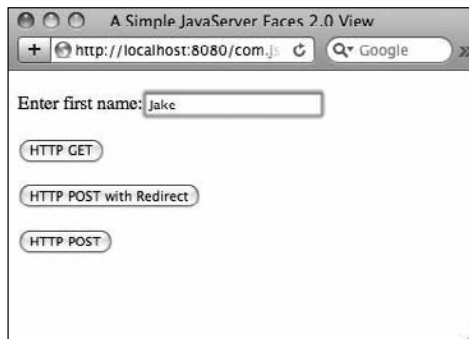 A Simple JavaServer Faces 2.0 View
+ http://localhost:8080/com.js Google »
Enter first name: Jake
HTTP GET
HTTP POST with Redirect
HTTP POST